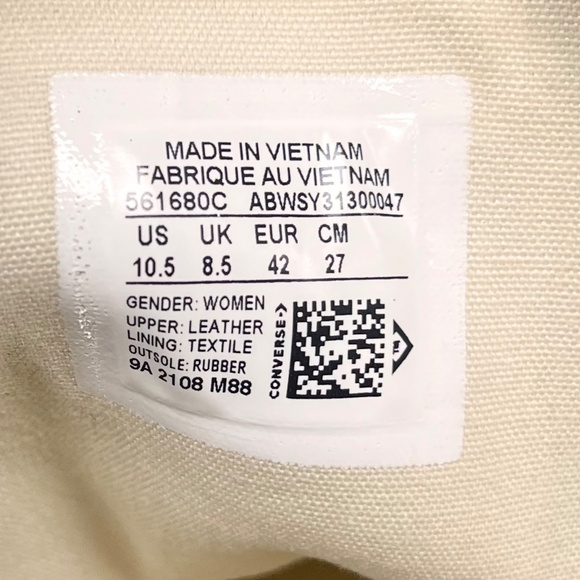 MADE IN VIETNAM
FABRIQUE AU VIETNAM
561680C ABWSY31300047
US UK EUR CM
10.5 8.5 42 27
GENDER: WOMEN
UPPER: LEATHER
LINING: TEXTILE
OUTSOLE: RUBBER
9A 2108 M88
CONVERSE
TM